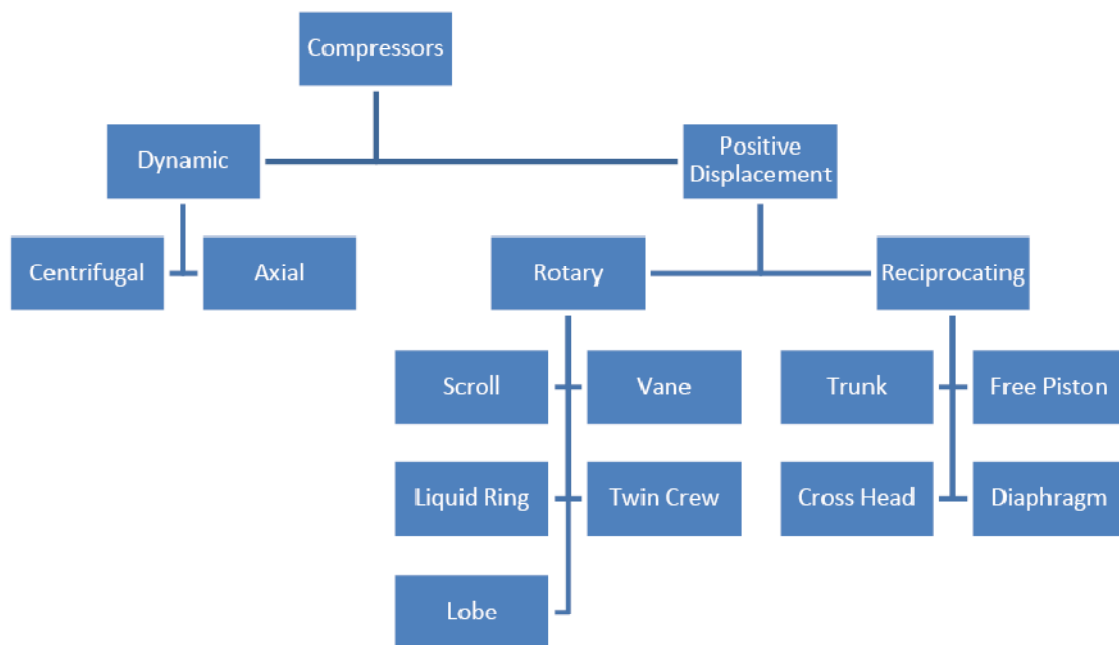 Compressors
Dynamic
Positive
Displacement
Centrifugal
Axial
Rotary
Reciprocating
Scroll
Vane
Trunk
Free Piston
Liquid Ring
Twin Crew
Cross Head
Diaphragm
Lobe